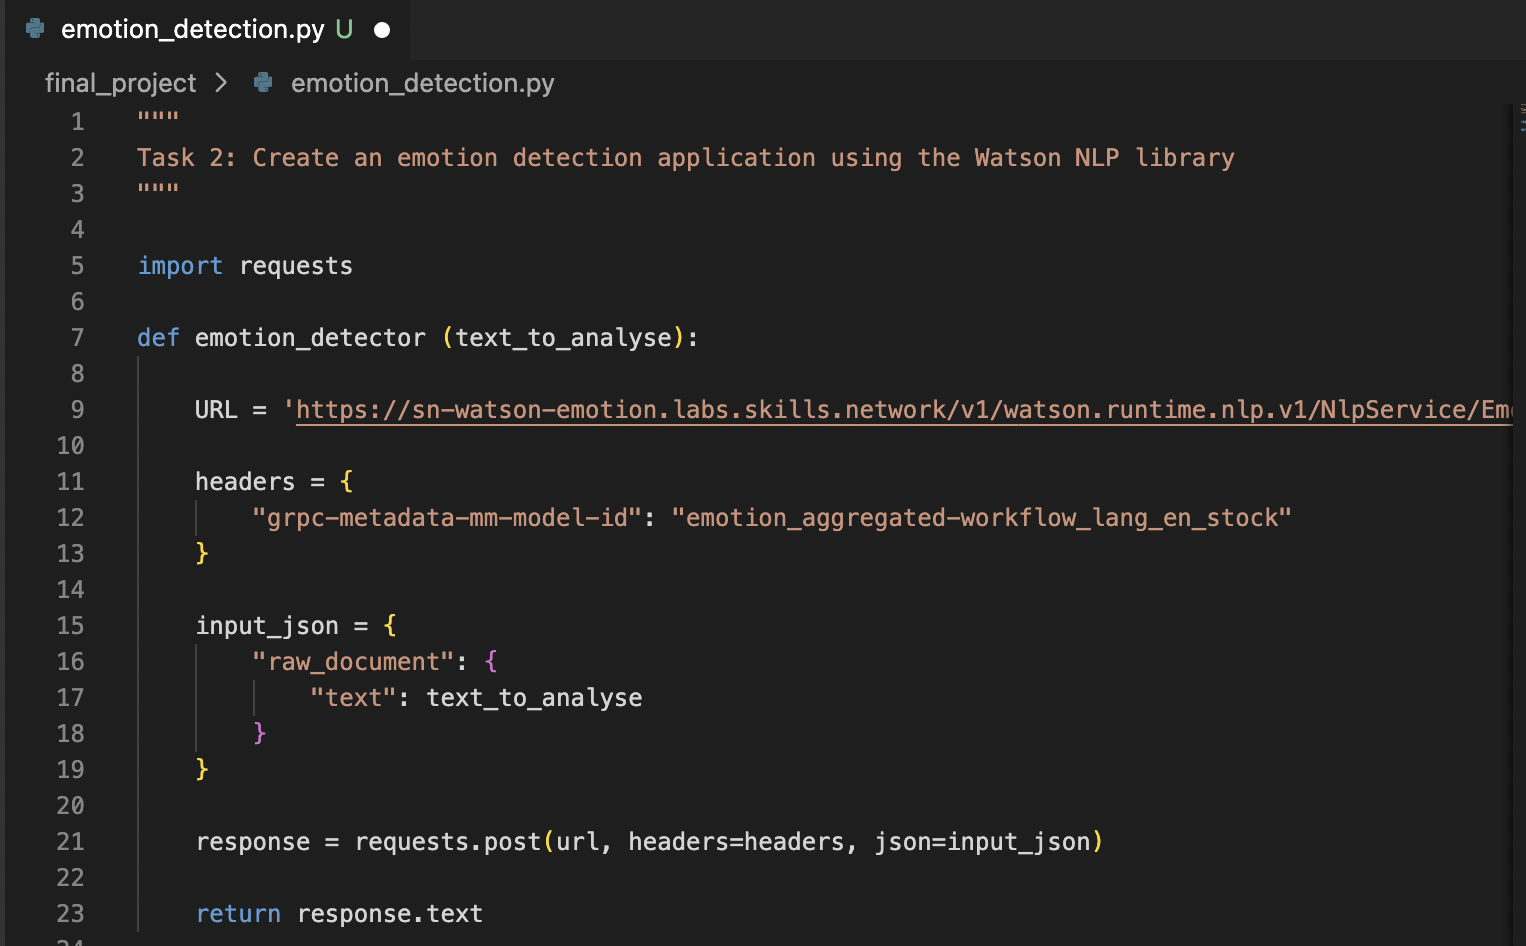 emotion_detection.py U
final_project > emotion_detection.py
1 """
2 Task 2: Create an emotion detection application using the Watson NLP library
3 """
4
5 import requests
6
7 def emotion_detector (text_to_analyse):
8
9 URL = 'https://sn-watson-emotion.labs.skills.network/v1/watson.runtime.nlp.v1/NlpService/Em
10
11 headers = {
12 "grpc-metadata-mm-model-id": "emotion_aggregated-workflow_lang_en_stock"
13 }
14
15 input_json = {
16 "raw_document": {
17 "text": text_to_analyse
18 }
19 }
20
21 response = requests.post(url, headers=headers, json=input_json)
22
23 return response.text